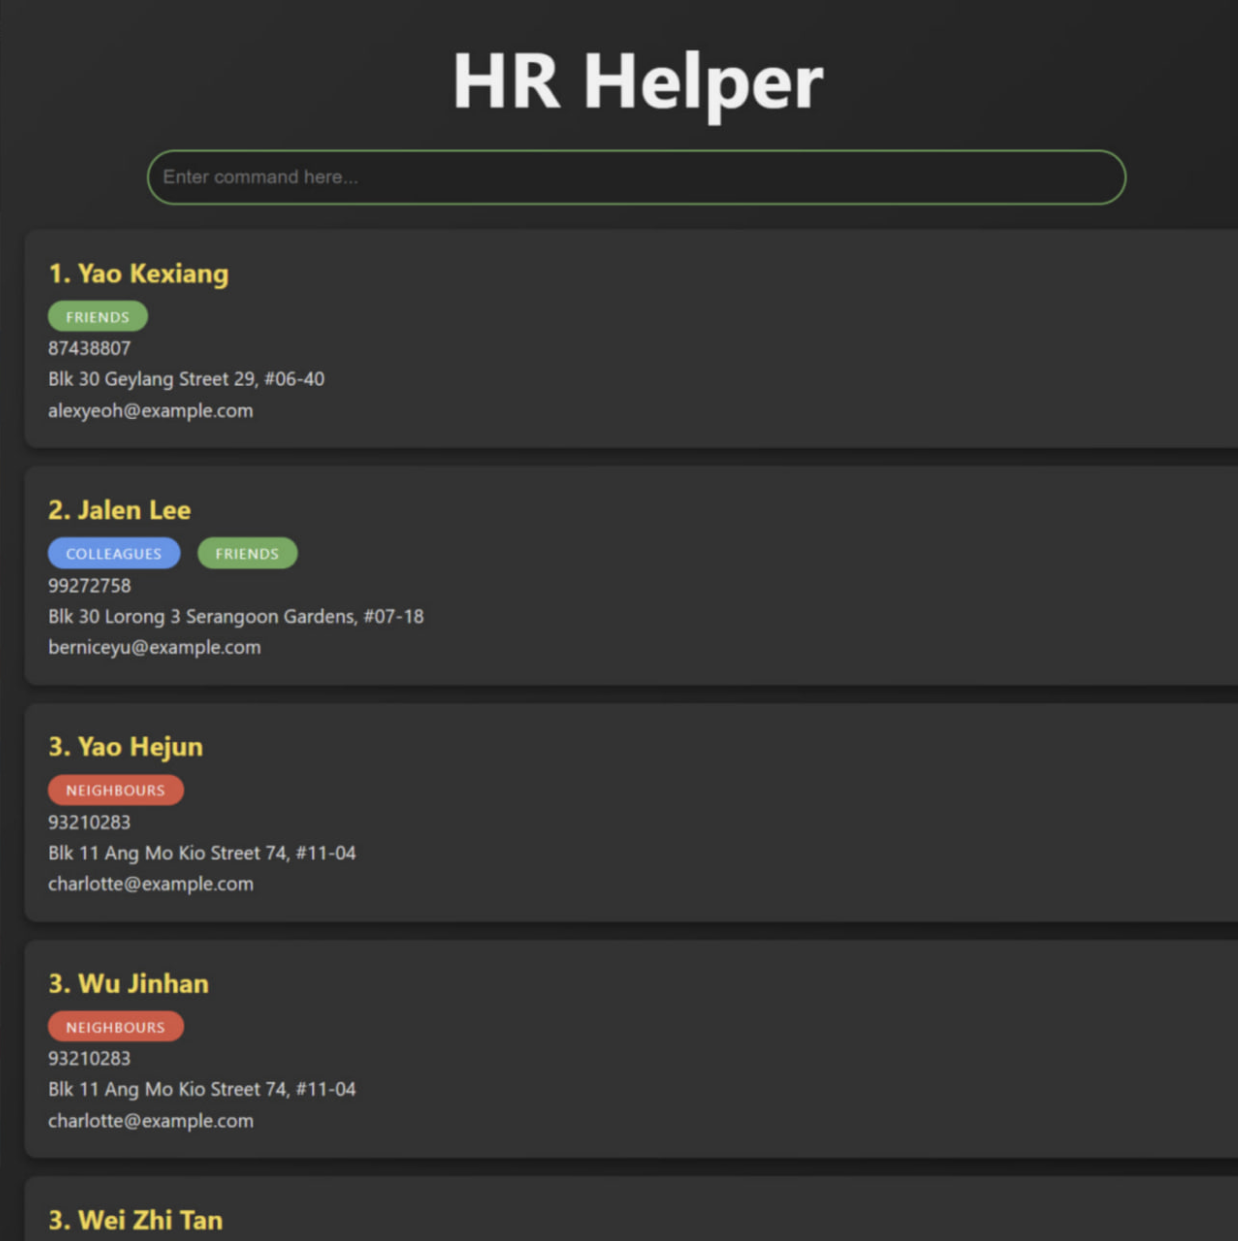 HR Helper
Enter command here...
1. Yao Kexiang
FRIENDS
87438807
Blk 30 Geylang Street 29, #06-40
alexyeoh@example.com
2. Jalen Lee
COLLEAGUES FRIENDS
99272758
Blk 30 Lorong 3 Serangoon Gardens, #07-18
berniceyu@example.com
3. Yao Hejun
NEIGHBOURS
93210283
Blk 11 Ang Mo Kio Street 74, #11-04
charlotte@example.com
3. Wu Jinhan
NEIGHBOURS
93210283
Blk 11 Ang Mo Kio Street 74, #11-04
charlotte@example.com
3. Wei Zhi Tan